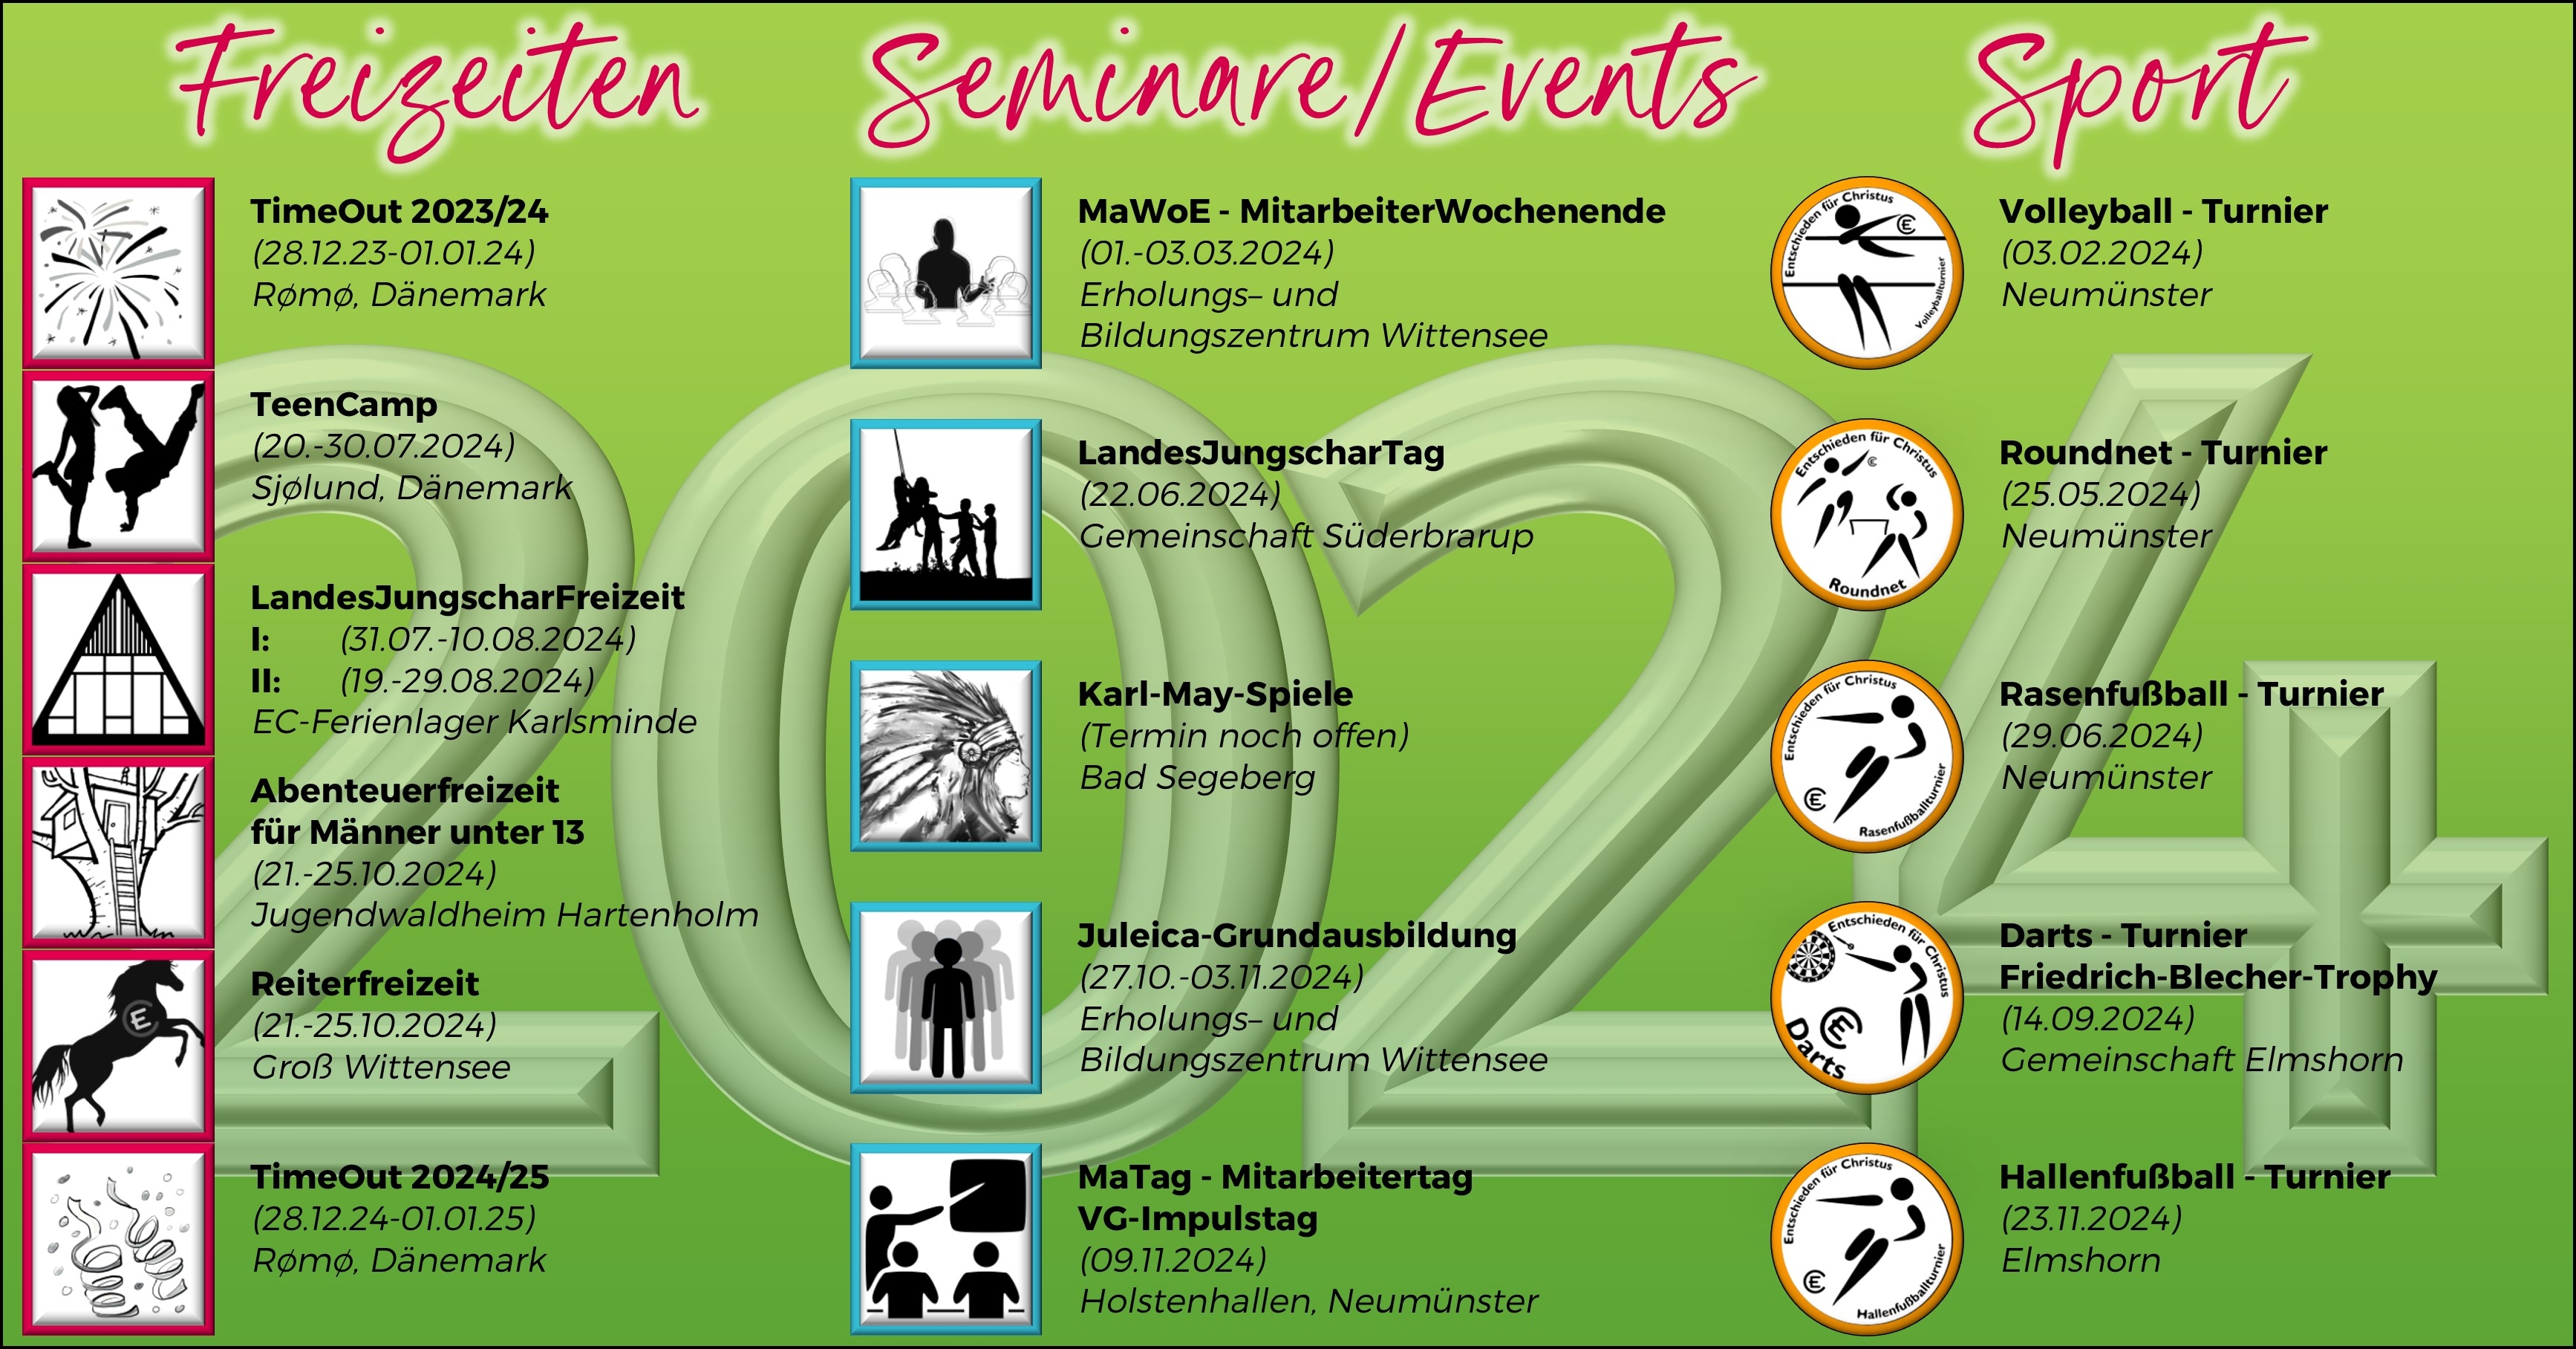 Freizeiten
TimeOut 2023/24
(28.12.23-01.01.24)
Rømø, Dänemark
TeenCamp
(20.-30.07.2024)
Sjølund, Dänemark
LandesJungscharFreizeit
I: (31.07.-10.08.2024)
II: (19.-29.08.2024)
EC-Ferienlager Karlsminde
Abenteuerfreizeit
für Männer unter 13
(21.-25.10.2024)
Jugendwaldheim Hartenholm
Reiterfreizeit
(21.-25.10.2024)
Groß Wittensee
TimeOut 2024/25
(28.12.24-01.01.25)
Rømø, Dänemark
Seminare/Events
MaWoE - MitarbeiterWochenende
(01.-03.03.2024)
Erholungs– und
Bildungszentrum Wittensee
LandesJungscharTag
(22.06.2024)
Gemeinschaft Süderbrarup
Karl-May-Spiele
(Termin noch offen)
Bad Segeberg
Juleica-Grundausbildung
(27.10.-03.11.2024)
Erholungs– und
Bildungszentrum Wittensee
MaTag - Mitarbeitertag
VG-Impulstag
(09.11.2024)
Holstenhallen, Neumünster
Sport
Entschieden für Christus
EC
Volleyballturnier
Volleyball - Turnier
(03.02.2024)
Neumünster
Entschieden für Christus
EC
Roundnet
Roundnet - Turnier
(25.05.2024)
Neumünster
Entschieden für Christus
EC
Rasenfußballturnier
Rasenfußball - Turnier
(29.06.2024)
Neumünster
Entschieden für Christus
EC
Darts
Darts - Turnier
Friedrich-Blecher-Trophy
(14.09.2024)
Gemeinschaft Elmshorn
Entschieden für Christus
EC
Hallenfußballturnier
Hallenfußball - Turnier
(23.11.2024)
Elmshorn
2024